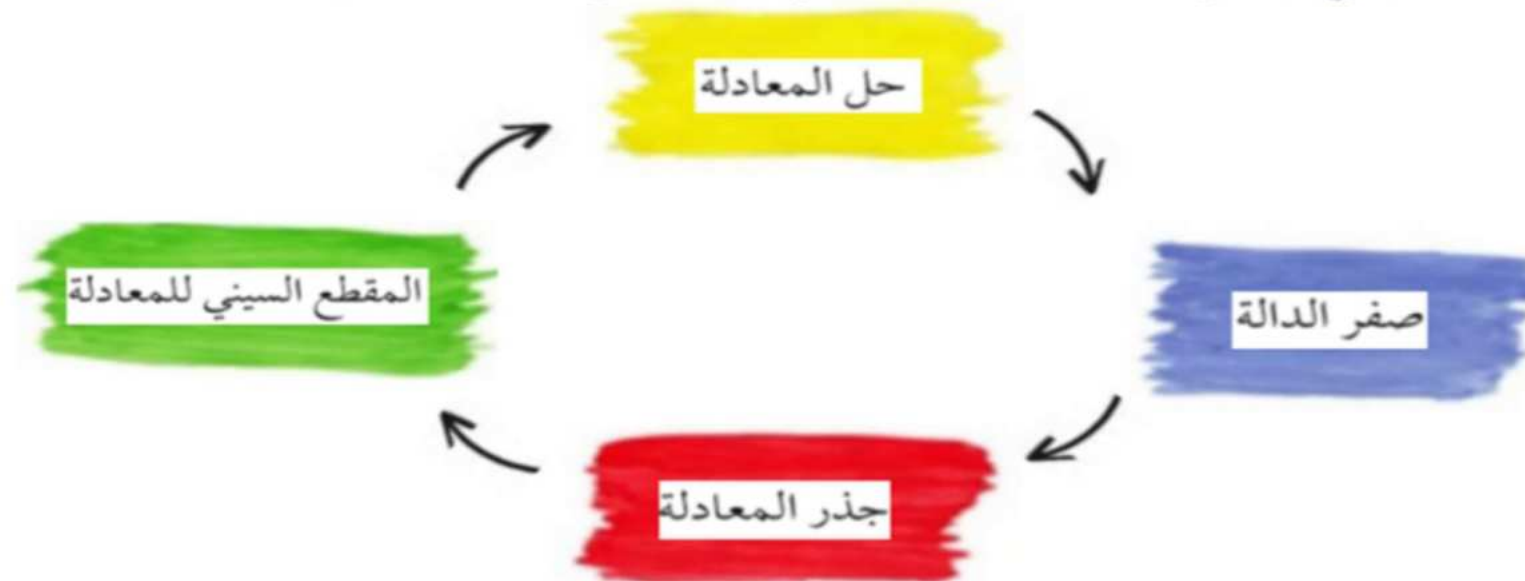 حل المعادلة
صفر الدالة
جذر المعادلة
المقطع السيني للمعادلة